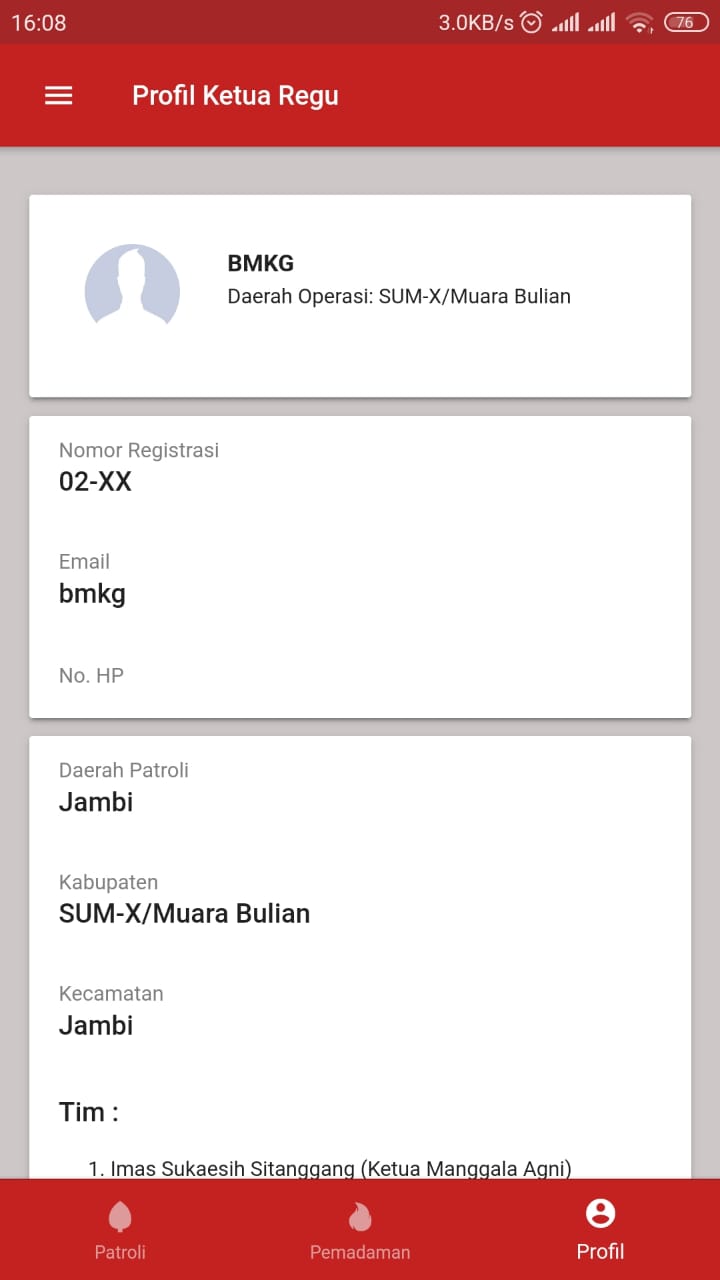 16:08
3.0KB/s
76
Profil Ketua Regu
BMKG
Daerah Operasi: SUM-X/Muara Bulian
Nomor Registrasi
02-XX
Email
bmkg
No. HP
Daerah Patroli
Jambi
Kabupaten
SUM-X/Muara Bulian
Kecamatan
Jambi
Tim :
1. Imas Sukaesih Sitanggang (Ketua Manggala Agni)
Patroli
Pemadaman
Profil